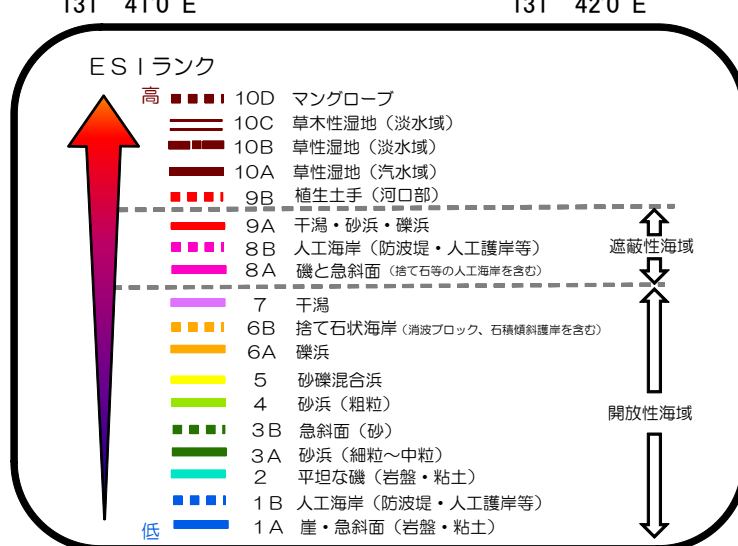 131 41'0"E 131 42'0"E
ESIランク
高
10D マングローブ
10C 草木性湿地(淡水域)
10B 草性湿地(淡水域)
10A 草性湿地(汽水域)
9B 植生土手(河口部)
9A 干潟・砂浜・礫浜
8B 人工海岸(防波堤・人工護岸等)
遮蔽性海域
8A 磯と急斜面(捨て石等の人工海岸を含む)
7 干潟
6B 捨て石状海岸(消波ブロック、石積傾斜護岸を含む)
6A 礫浜
5 砂礫混合浜
4 砂浜(粗粒)
開放性海域
3B 急斜面(砂)
3A 砂浜(細粒~中粒)
2 平坦な磯(岩盤・粘土)
1B 人工海岸(防波堤・人工護岸等)
低
1A 崖・急斜面(岩盤・粘土)